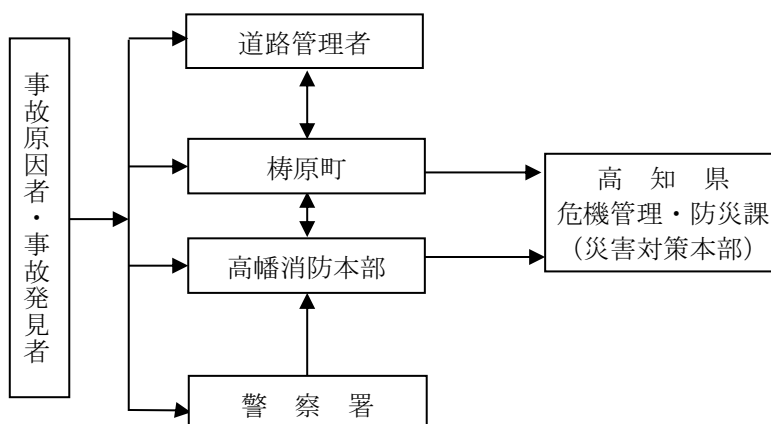 事故原因者・事故発見者
道路管理者
梼原町
高幡消防本部
警　察　署
高　知　県
危機管理・防災課
（災害対策本部）